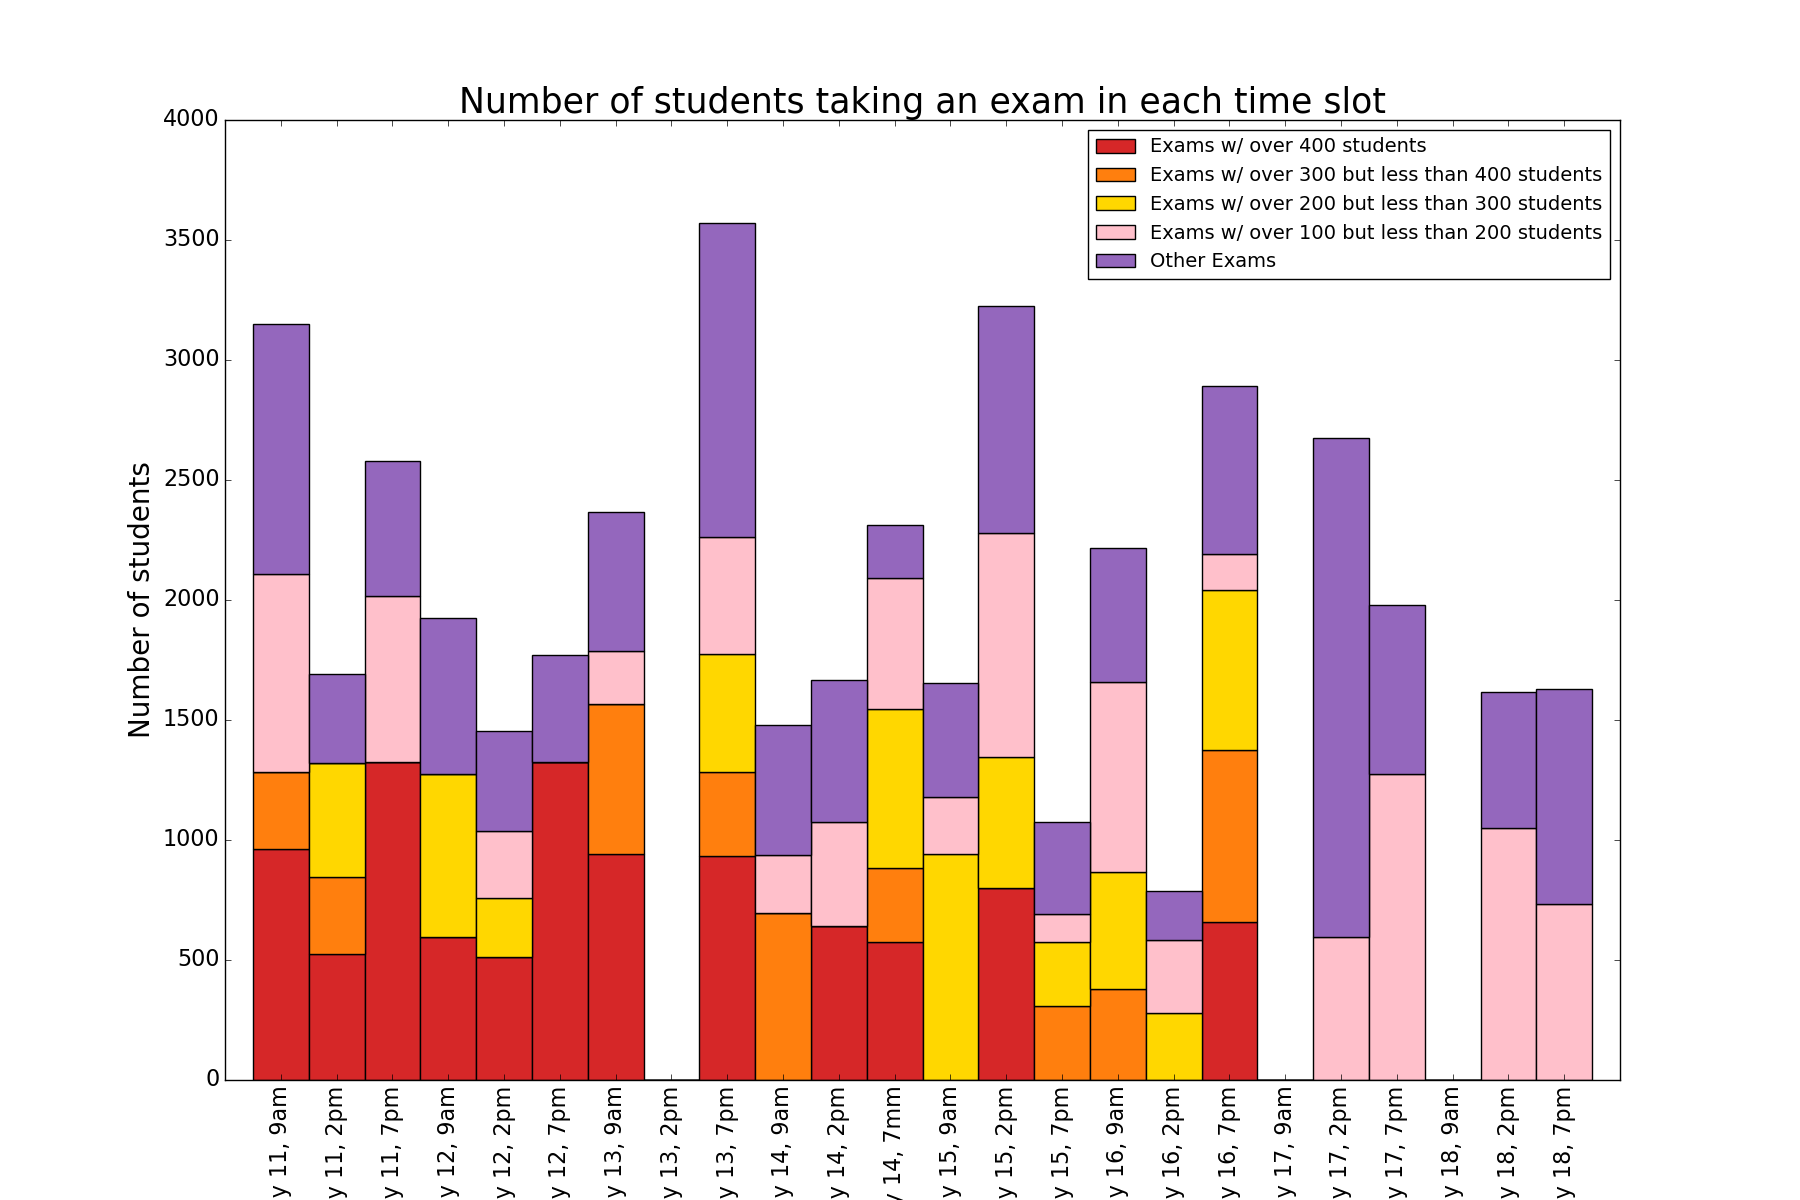 Number of students taking an exam in each time slot
Exams w/ over 400 students
Exams w/ over 300 but less than 400 students
Exams w/ over 200 but less than 300 students
Exams w/ over 100 but less than 200 students
Other Exams
Number of students
4000
3500
3000
2500
2000
1500
1000
500
0
y 11, 9am
y 11, 2pm
y 11, 7pm
y 12, 9am
y 12, 2pm
y 12, 7pm
y 13, 9am
y 13, 2pm
y 13, 7pm
y 14, 9am
y 14, 2pm
y 14, 7mm
y 15, 9am
y 15, 2pm
y 15, 7pm
y 16, 9am
y 16, 2pm
y 16, 7pm
y 17, 9am
y 17, 2pm
y 17, 7pm
y 18, 9am
y 18, 2pm
y 18, 7pm